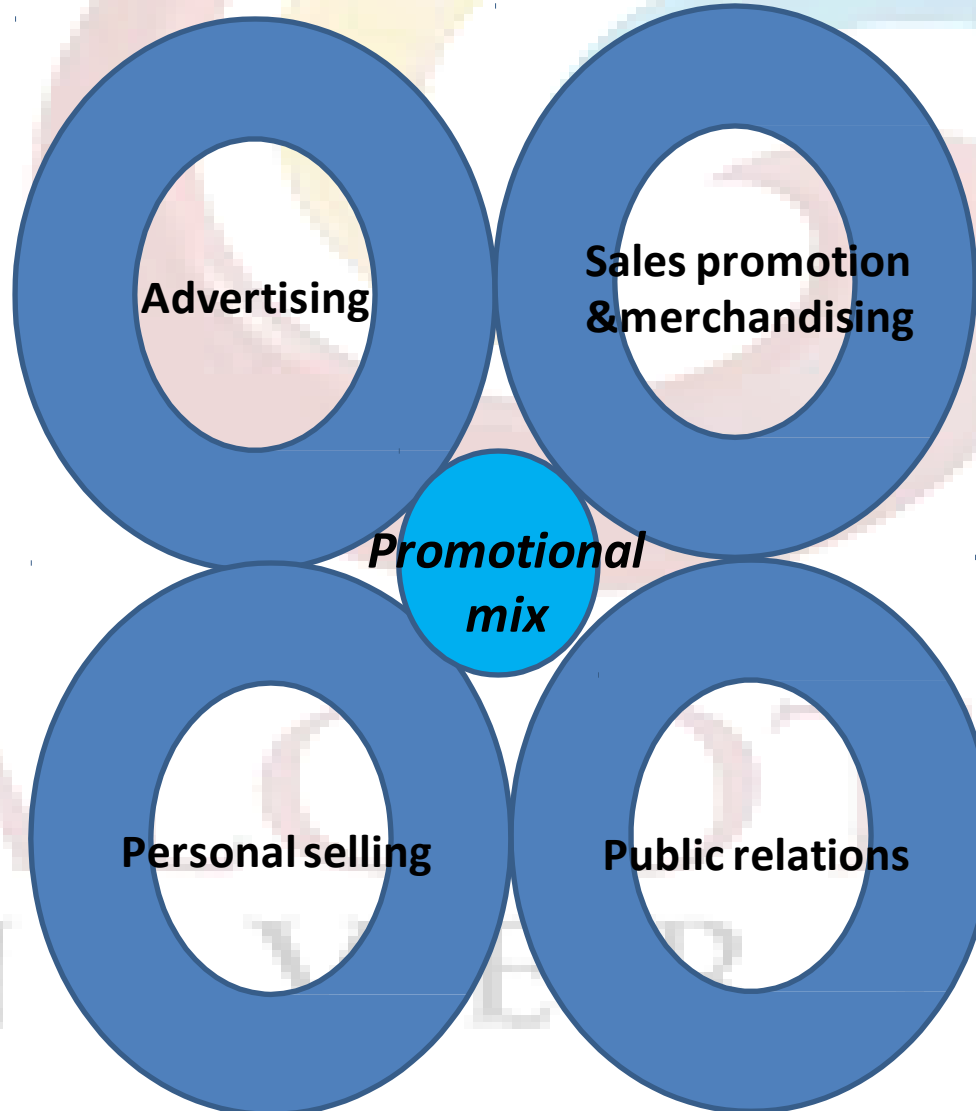 Advertising
Sales promotion
&merchandising
Promotional
mix
Personal selling
Public relations